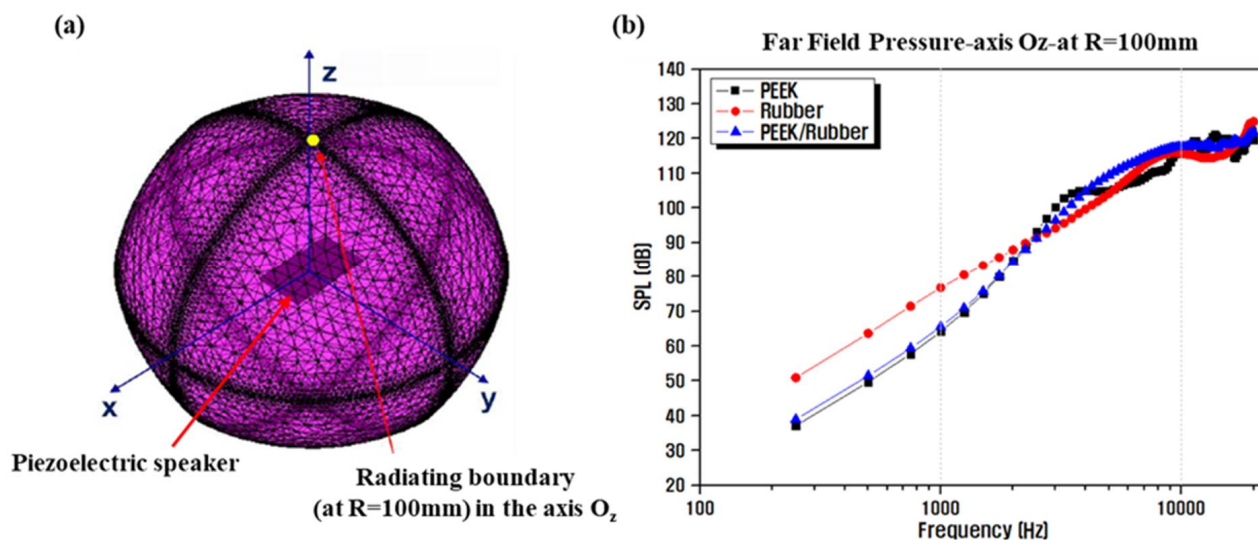 (a)
z
x
y
Piezoelectric speaker
Radiating boundary
(at R=100mm) in the axis Oz
(b)
Far Field Pressure-axis Oz-at R=100mm
PEEK
Rubber
PEEK/Rubber
SPL [dB]
140
130
120
110
100
90
80
70
60
50
40
30
20
100
1000
10000
Frequency [Hz]